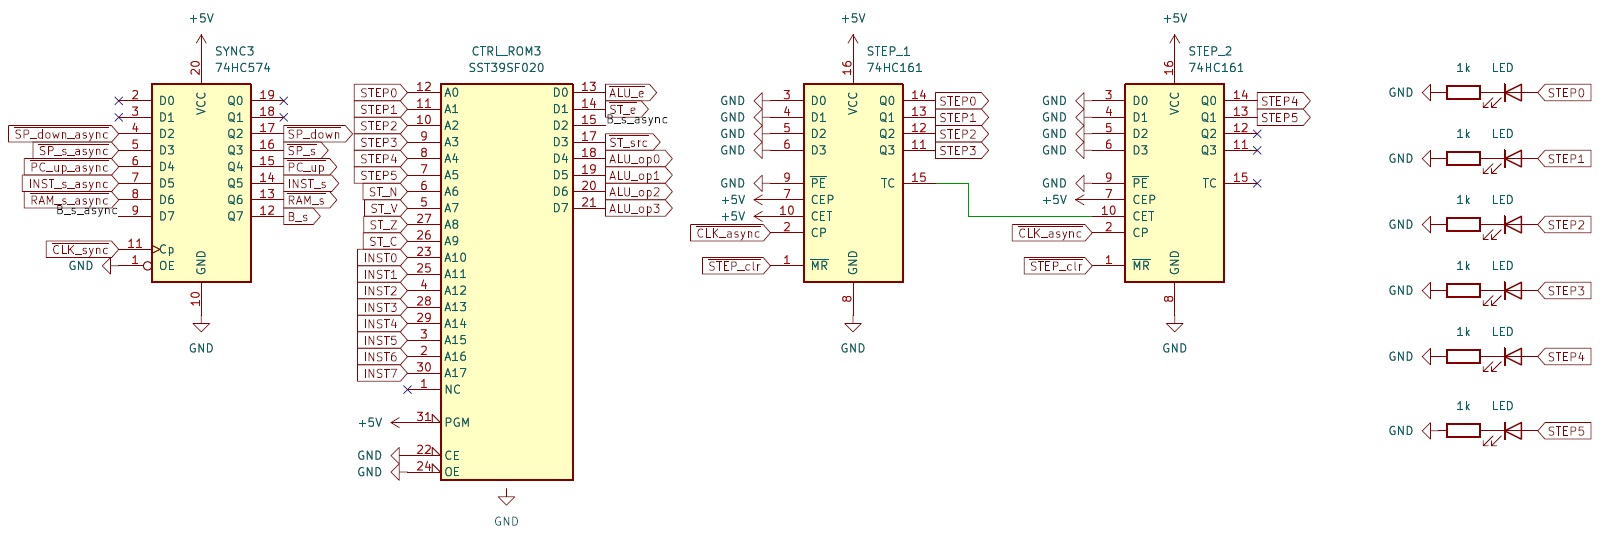 +5V
SYNC3
74HC574
20
VCC
2 D0 Q0 19
3 D1 Q1 18
SP_down_async 4 D2 Q2 17 SP_down
SP_s_async 5 D3 Q3 16 SP_s
PC_up_async 6 D4 Q4 15 PC_up
INST_s_async 7 D5 Q5 14 INST_s
RAM_s_async 8 D6 Q6 13 RAM_s
B_s_async 9 D7 Q7 12 B_s
CLK_sync 11 Cp
GND 1 OE
GND
10
GND
CTRL_ROM3
SST39SF020
STEP0 12 A0 D0 13 ALU_e
STEP1 11 A1 D1 14 ST_e
STEP2 10 A2 D2 15 B_s_async
STEP3 9 A3 D3 17 ST_src
STEP4 8 A4 D4 18 ALU_op0
STEP5 7 A5 D5 19 ALU_op1
ST_N 6 A6 D6 20 ALU_op2
ST_V 5 A7 D7 21 ALU_op3
ST_Z 27 A8
ST_C 26 A9
INST0 23 A10
INST1 25 A11
INST2 4 A12
INST3 28 A13
INST4 29 A14
INST5 3 A15
INST6 2 A16
INST7 30 A17
1 NC
+5V 31 PGM
GND 22 CE
GND 24 OE
GND
+5V
STEP_1
74HC161
16
VCC
GND 3 D0 Q0 14 STEP0
GND 4 D1 Q1 13 STEP1
GND 5 D2 Q2 12 STEP2
GND 6 D3 Q3 11 STEP3
GND 9 PE TC 15
+5V 7 CEP
+5V 10 CET
CLK_async 2 CP
STEP_clr 1 MR
GND
8
GND
+5V
STEP_2
74HC161
16
VCC
GND 3 D0 Q0 14 STEP4
GND 4 D1 Q1 13 STEP5
GND 5 D2 Q2 12
GND 6 D3 Q3 11
GND 9 PE TC 15
+5V 7 CEP
10 CET
CLK_async 2 CP
STEP_clr 1 MR
GND
8
GND
1k LED
GND STEP0
1k LED
GND STEP1
1k LED
GND STEP2
1k LED
GND STEP3
1k LED
GND STEP4
1k LED
GND STEP5